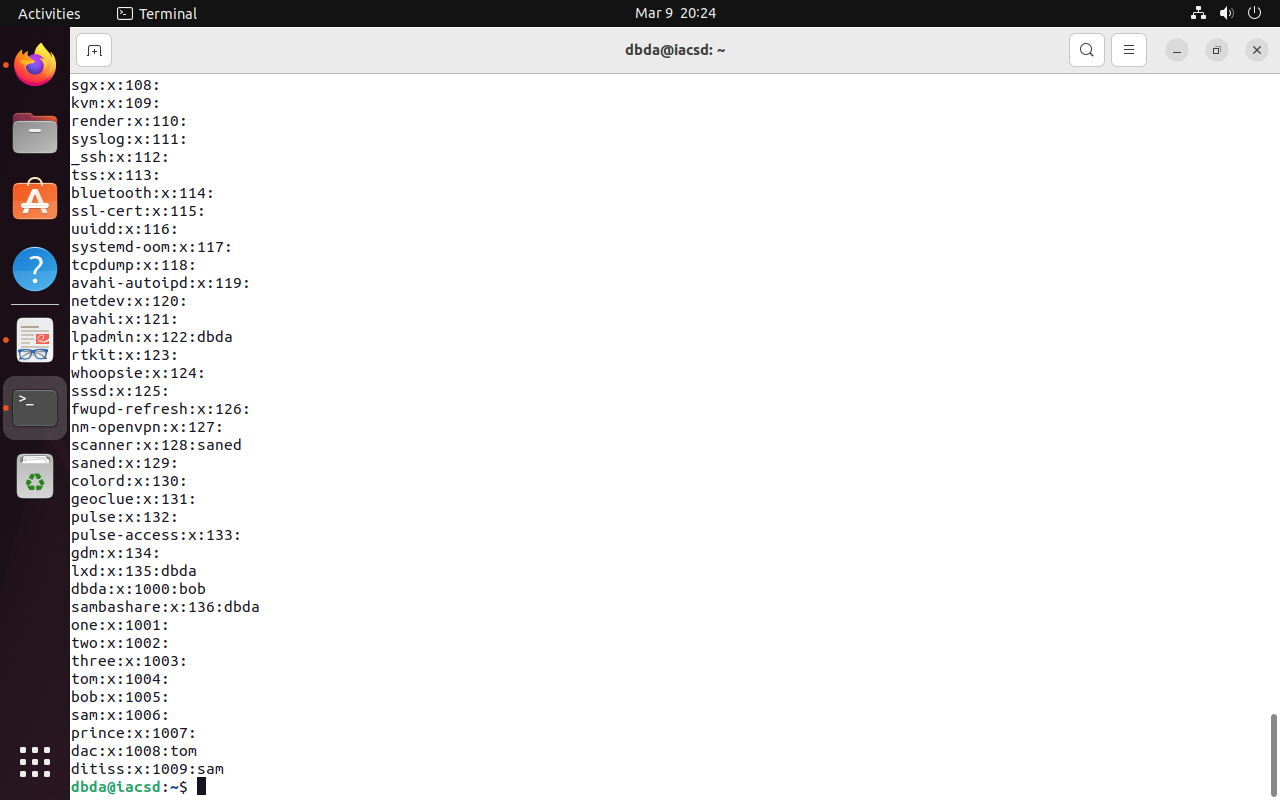 Activities Terminal Mar 9 20:24
dbda@iacsd: ~
sgx:x:108:
kvm:x:109:
render:x:110:
syslog:x:111:
_ssh:x:112:
tss:x:113:
bluetooth:x:114:
ssl-cert:x:115:
uuidd:x:116:
systemd-oom:x:117:
tcpdump:x:118:
avahi-autoipd:x:119:
netdev:x:120:
avahi:x:121:
lpadmin:x:122:dbda
rtkit:x:123:
whoopsie:x:124:
sssd:x:125:
fwupd-refresh:x:126:
nm-openvpn:x:127:
scanner:x:128:saned
saned:x:129:
colord:x:130:
geoclue:x:131:
pulse:x:132:
pulse-access:x:133:
gdm:x:134:
lxd:x:135:dbda
dbda:x:1000:bob
sambashare:x:136:dbda
one:x:1001:
two:x:1002:
three:x:1003:
tom:x:1004:
bob:x:1005:
sam:x:1006:
prince:x:1007:
dac:x:1008:tom
ditiss:x:1009:sam
dbda@iacsd:~$